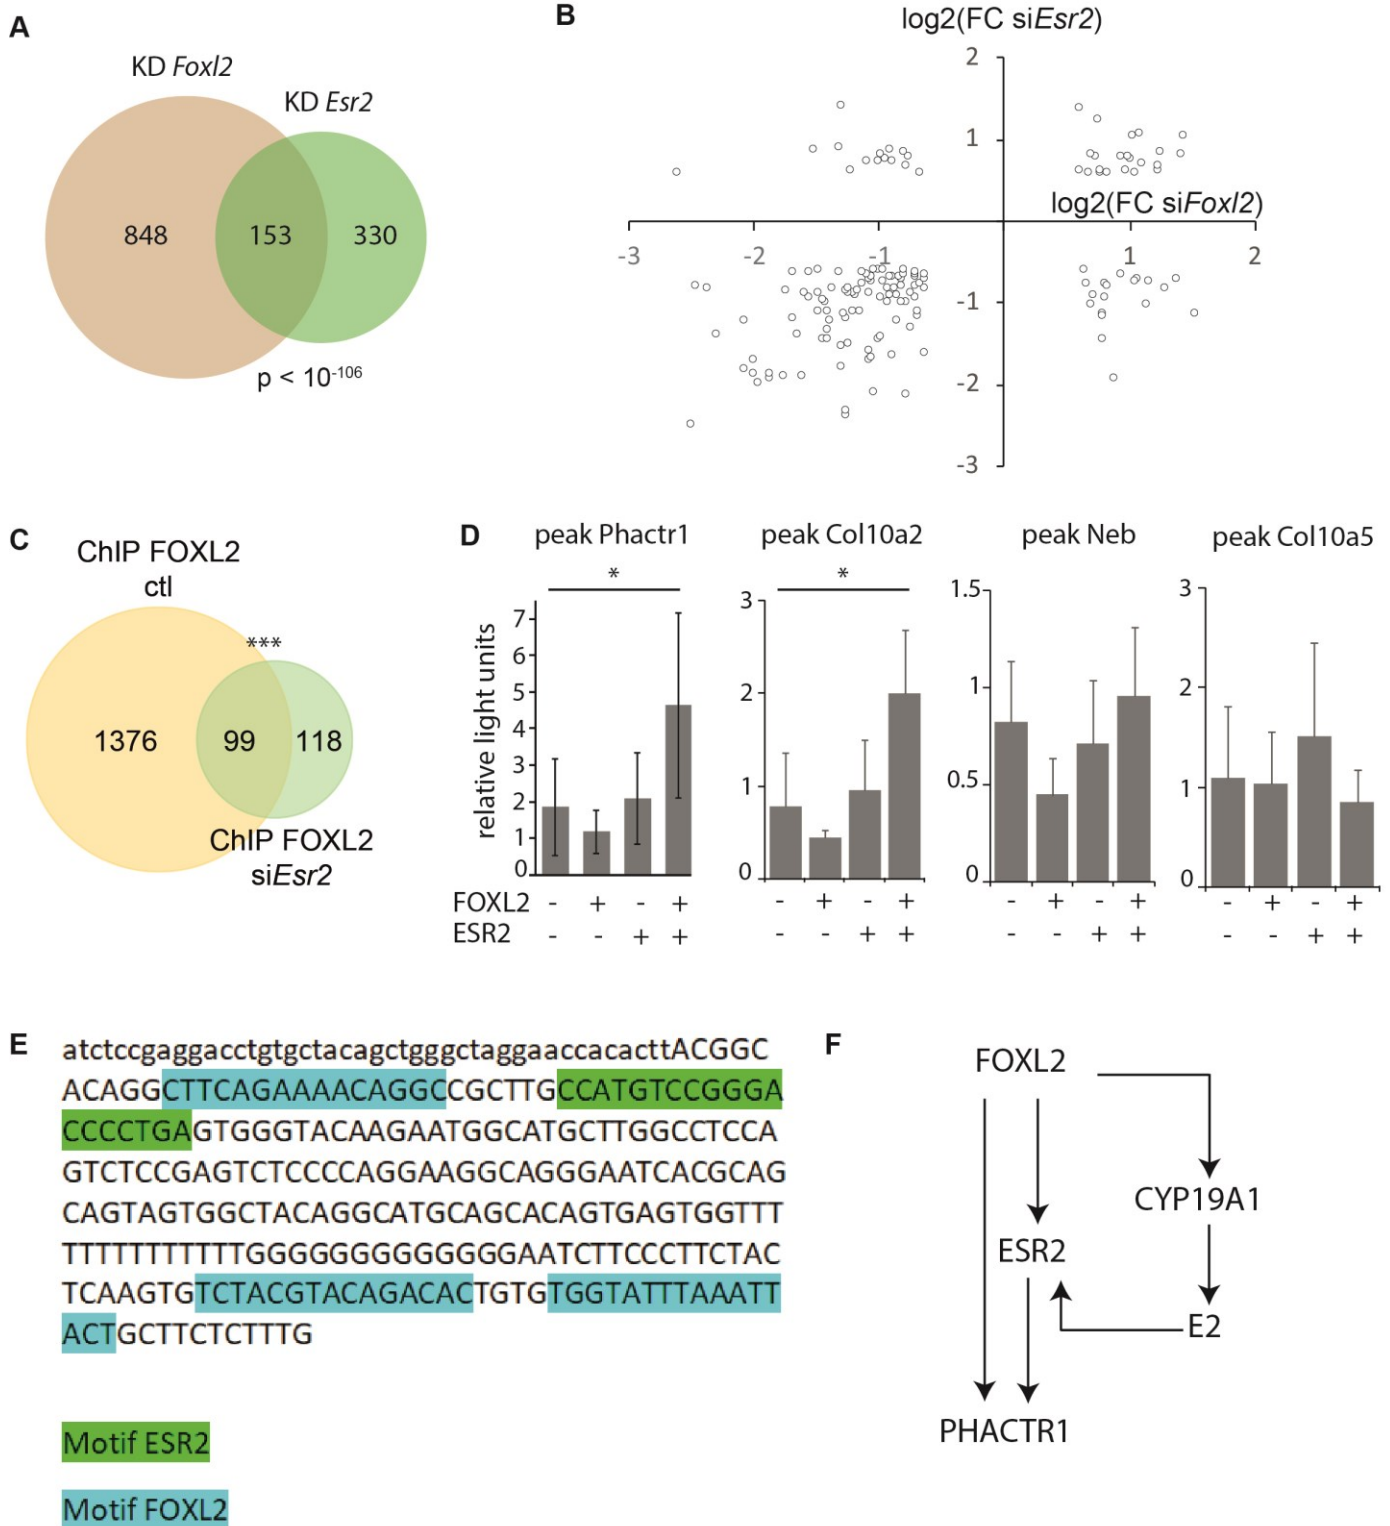 A
KD Foxl2
KD Esr2
848
153
330
p < 10-106
B
log2(FC siEsr2)
2
1
log2(FC siFoxl2)
-3
-2
-1
1
2
-1
-2
-3
C
ChIP FOXL2
ctl
***
1376
99
118
ChIP FOXL2
siEsr2
D
peak Phactr1
peak Col10a2
peak Neb
peak Col10a5
*
*
relative light units
7
6
5
4
3
2
1
0
3
2
1
0
1.5
1
0.5
0
3
2
1
0
FOXL2 - + - + - + - + - + - + - + - +
ESR2 - - + + - - + + - - + + - - + +
E
atctccgaggacctgtgctacagctgggctaggaaccacacttACGGC
ACAGGCTTCAGAAAACAGGCCGCTTGCCATGTCCGGGA
CCCCTGAGTGGGTACAAGAATGGCATGCTTGGCCTCCA
GTCTCCGAGTCTCCCCAGGAAGGCAGGGAATCACGCAG
CAGTAGTGGCTACAGGCATGCAGCACAGTGAGTGGTTT
TTTTTTTTTTTGGGGGGGGGGGGGGAATCTTCCCTTCTAC
TCAAGTGTCTACGTACAGACACTGTGTGGTATTTAAATT
ACTGCTTCTCTTTG
Motif ESR2
Motif FOXL2
F
FOXL2
CYP19A1
ESR2
E2
PHACTR1